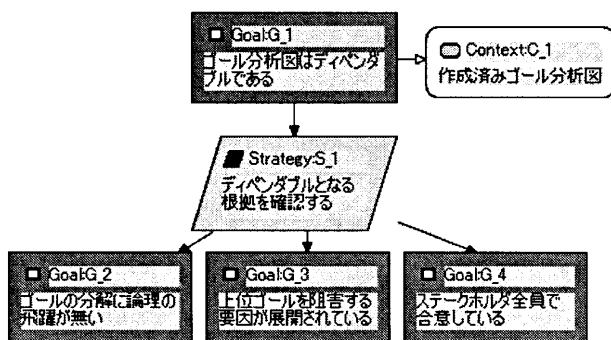 Goal:G_1
ゴール分析図はディペンダ
ブルである
Context:C_1
作成済みゴール分析図
Strategy:S_1
ディペンダブルとなる
根拠を確認する
Goal:G_2
ゴールの分解に論理の
飛躍が無い
Goal:G_3
上位ゴールを阻害する
要因が展開されている
Goal:G_4
ステークホルダ全員で
合意している